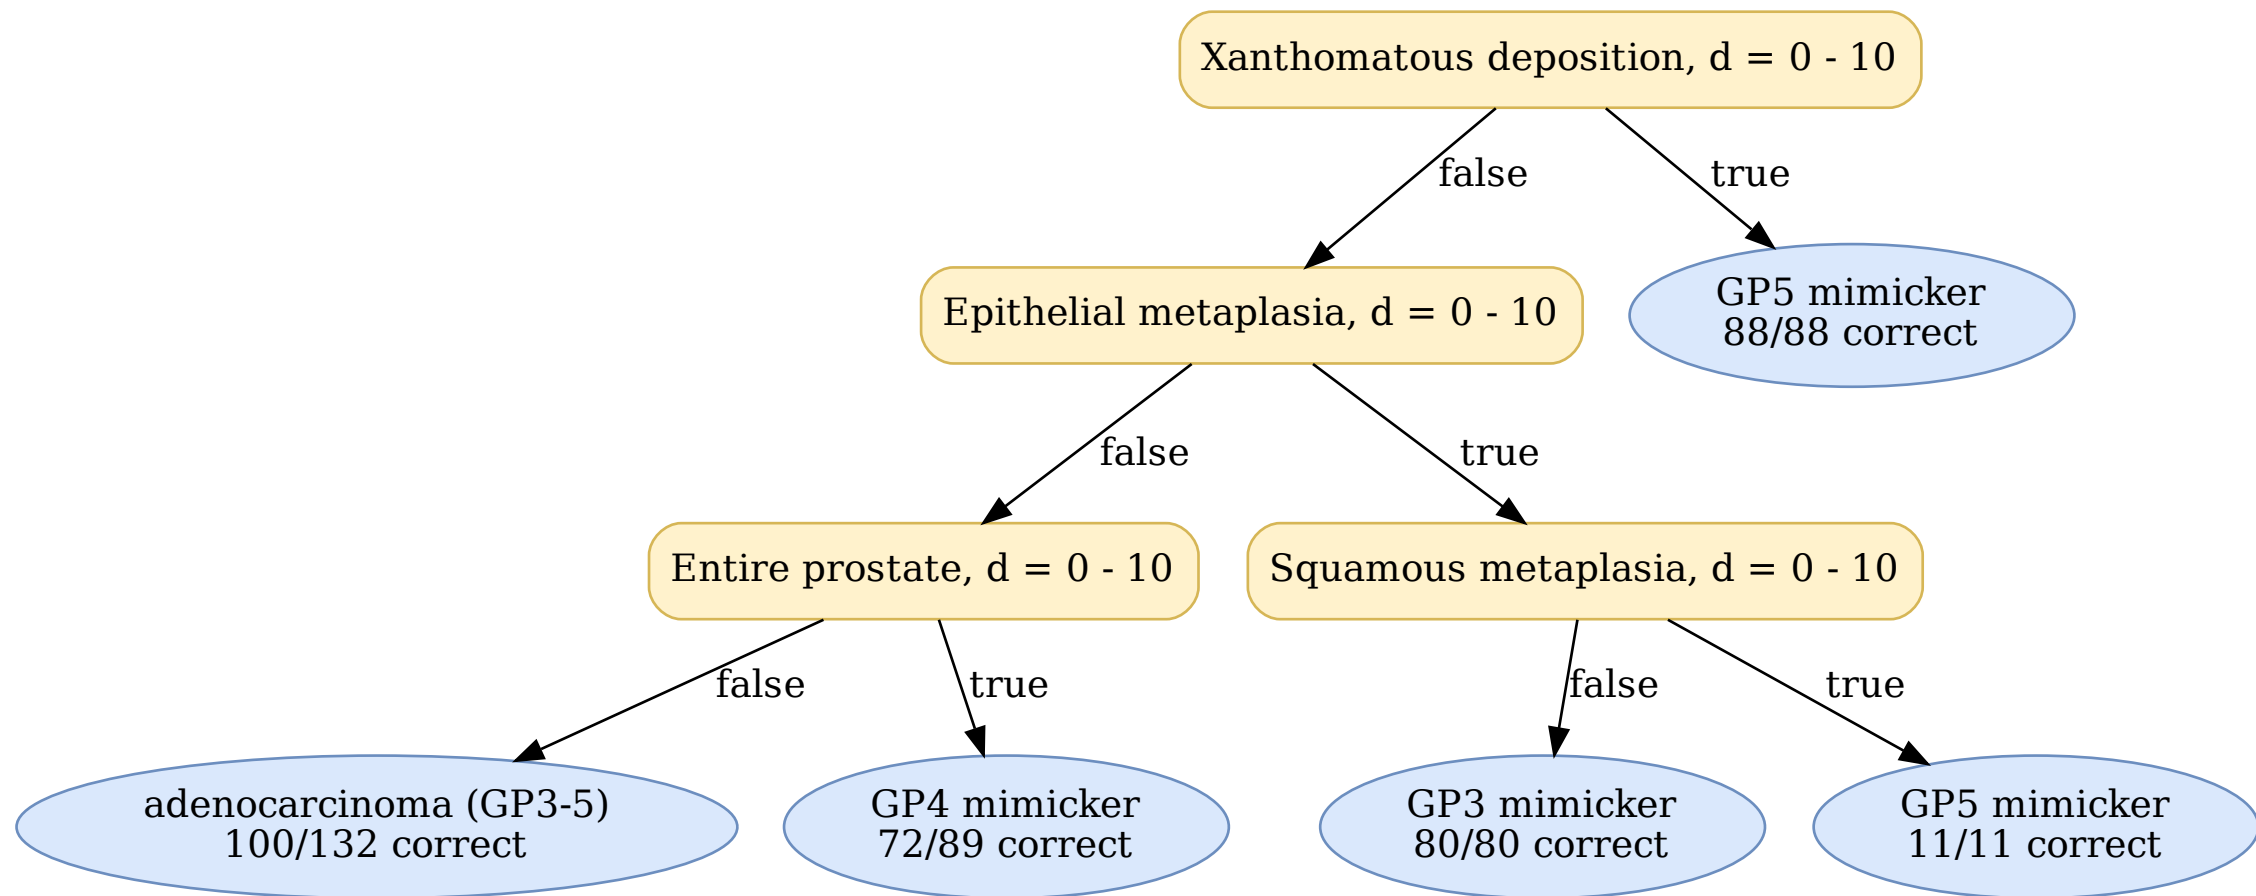 Xanthomatous deposition, d = 0 - 10
false
true
Epithelial metaplasia, d = 0 - 10
GP5 mimicker
88/88 correct
false
true
Entire prostate, d = 0 - 10
Squamous metaplasia, d = 0 - 10
false
true
false
true
adenocarcinoma (GP3-5)
100/132 correct
GP4 mimicker
72/89 correct
GP3 mimicker
80/80 correct
GP5 mimicker
11/11 correct